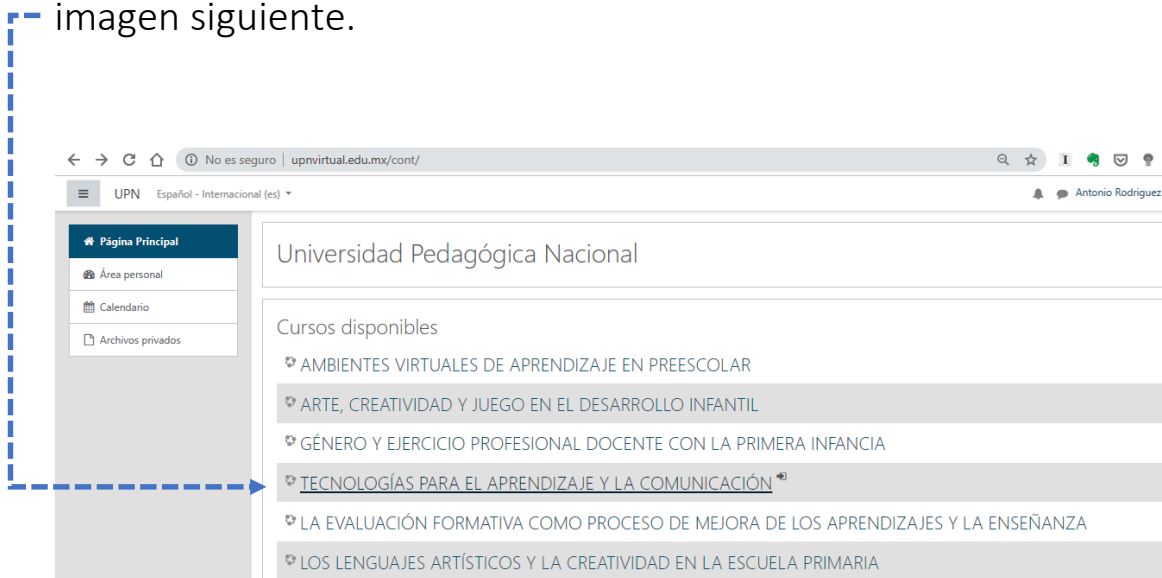 imagen siguiente.
No es seguro | upnvirtual.edu.mx/cont/
UPN Español - Internacional (es)
Antonio Rodriguez
Página Principal
Área personal
Calendario
Archivos privados
Universidad Pedagógica Nacional
Cursos disponibles
AMBIENTES VIRTUALES DE APRENDIZAJE EN PREESCOLAR
ARTE, CREATIVIDAD Y JUEGO EN EL DESARROLLO INFANTIL
GÉNERO Y EJERCICIO PROFESIONAL DOCENTE CON LA PRIMERA INFANCIA
TECNOLOGÍAS PARA EL APRENDIZAJE Y LA COMUNICACIÓN
LA EVALUACIÓN FORMATIVA COMO PROCESO DE MEJORA DE LOS APRENDIZAJES Y LA ENSEÑANZA
LOS LENGUAJES ARTÍSTICOS Y LA CREATIVIDAD EN LA ESCUELA PRIMARIA